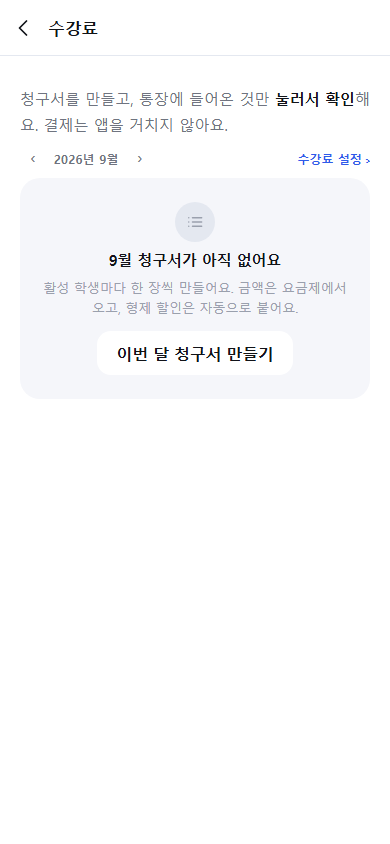 수강료
청구서를 만들고, 통장에 들어온 것만 눌러서 확인해
요. 결제는 앱을 거치지 않아요.
‹ 2026년 9월 › 수강료 설정 ›
9월 청구서가 아직 없어요
활성 학생마다 한 장씩 만들어요. 금액은 요금제에서
오고, 형제 할인은 자동으로 붙어요.
이번 달 청구서 만들기